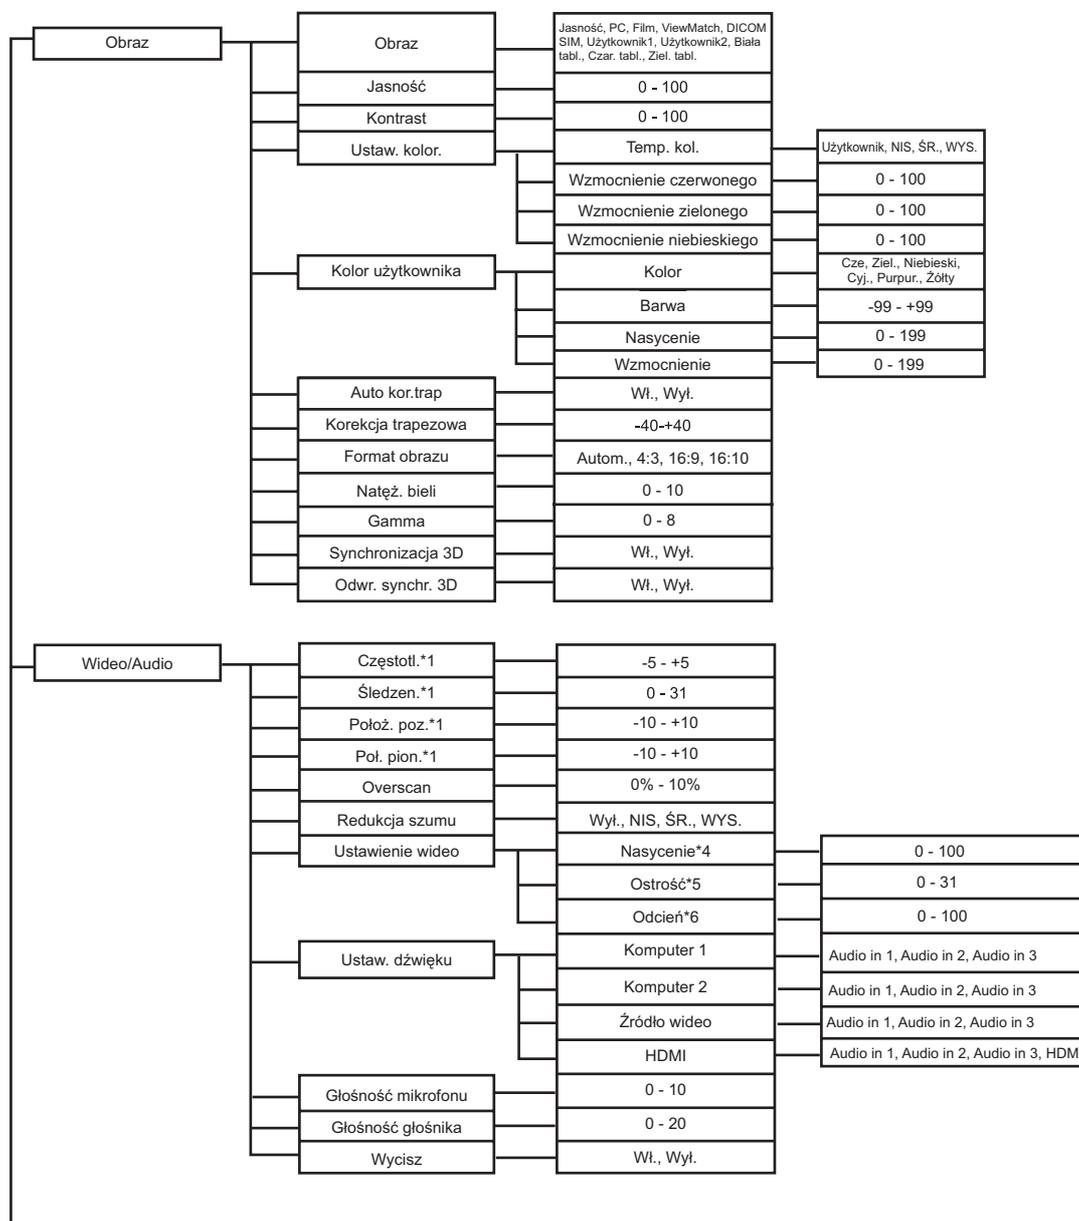 Obraz
Obraz
Jasność, PC, Film, ViewMatch, DICOM
SIM, Użytkownik1, Użytkownik2, Biała
tabl., Czar. tabl., Ziel. tabl.
Jasność
0 - 100
Kontrast
0 - 100
Ustaw. kolor.
Temp. kol.
Użytkownik, NIS, ŚR., WYS.
Wzmocnienie czerwonego
0 - 100
Wzmocnienie zielonego
0 - 100
Wzmocnienie niebieskiego
0 - 100
Kolor użytkownika
Kolor
Cze, Ziel., Niebieski,
Cyj., Purpur., Żółty
Barwa
-99 - +99
Nasycenie
0 - 199
Wzmocnienie
0 - 199
Auto kor.trap
Wł., Wył.
Korekcja trapezowa
-40-+40
Format obrazu
Autom., 4:3, 16:9, 16:10
Natęż. bieli
0 - 10
Gamma
0 - 8
Synchronizacja 3D
Wł., Wył.
Odwr. synchr. 3D
Wł., Wył.
Wideo/Audio
Częstotl.*1
-5 - +5
Śledzen.*1
0 - 31
Położ. poz.*1
-10 - +10
Poł. pion.*1
-10 - +10
Overscan
0% - 10%
Redukcja szumu
Wył., NIS, ŚR., WYS.
Ustawienie wideo
Nasycenie*4
0 - 100
Ostrość*5
0 - 31
Odcień*6
0 - 100
Ustaw. dźwięku
Komputer 1
Audio in 1, Audio in 2, Audio in 3
Komputer 2
Audio in 1, Audio in 2, Audio in 3
Źródło wideo
Audio in 1, Audio in 2, Audio in 3
HDMI
Audio in 1, Audio in 2, Audio in 3, HDM
Głośność mikrofonu
0 - 10
Głośność głośnika
0 - 20
Wycisz
Wł., Wył.